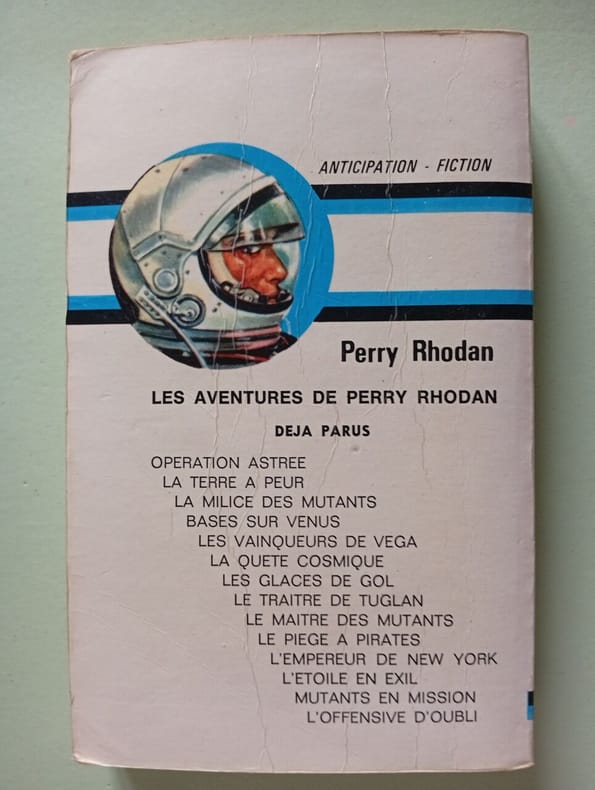 ANTICIPATION - FICTION
Perry Rhodan
LES AVENTURES DE PERRY RHODAN
DEJA PARUS
OPERATION ASTREE
LA TERRE A PEUR
LA MILICE DES MUTANTS
BASES SUR VENUS
LES VAINQUEURS DE VEGA
LA QUETE COSMIQUE
LES GLACES DE GOL
LE TRAITRE DE TUGLAN
LE MAITRE DES MUTANTS
LE PIEGE A PIRATES
L'EMPEREUR DE NEW YORK
L'ETOILE EN EXIL
MUTANTS EN MISSION
L'OFFENSIVE D'OUBLI